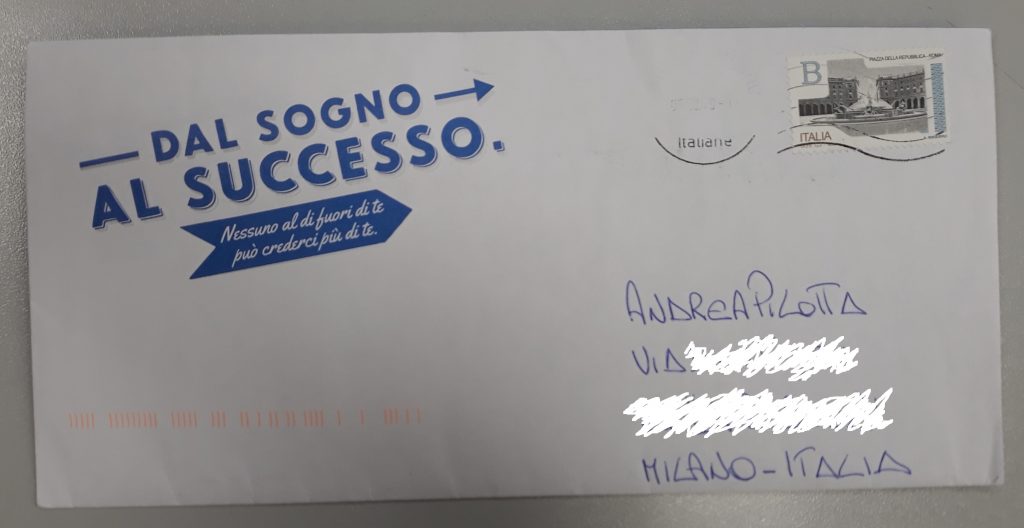 DAL SOGNO
AL SUCCESSO.
Nessuno al di fuori di te
può crederci più di te.
PIAZZA DELLA REPUBBLICA - ROMA
B
ITALIA
Italiane
ANDREA PILOTTA
VIA
MILANO - ITALIA